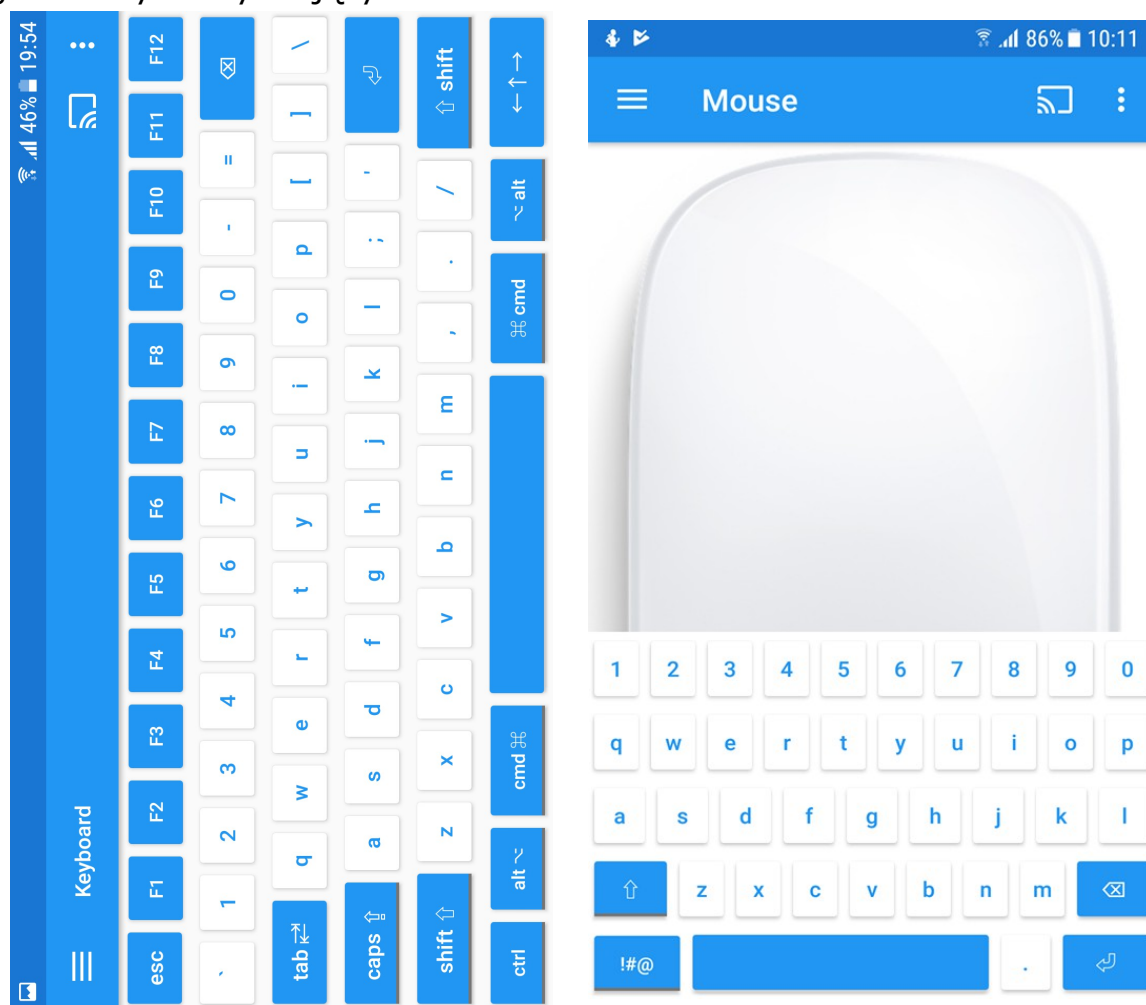 46% 19:54
Keyboard
esc F1 F2 F3 F4 F5 F6 F7 F8 F9 F10 F11 F12
` 1 2 3 4 5 6 7 8 9 0 - =
tab q w e r t y u i o p [ ] \
caps a s d f g h j k l ; '
shift z x c v b n m , . / shift
ctrl alt cmd cmd alt ← ↑ →
86% 10:11
Mouse
1 2 3 4 5 6 7 8 9 0
q w e r t y u i o p
a s d f g h j k l
z x c v b n m
!#@ .